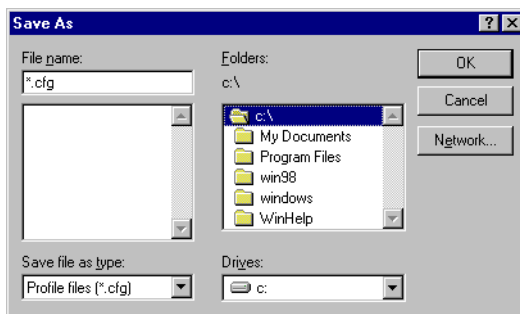 Save As
File name:
*.cfg
Folders:
c:\
OK
Cancel
Network...
c:\
My Documents
Program Files
win98
windows
WinHelp
Save file as type:
Profile files (*.cfg)
Drives:
c: